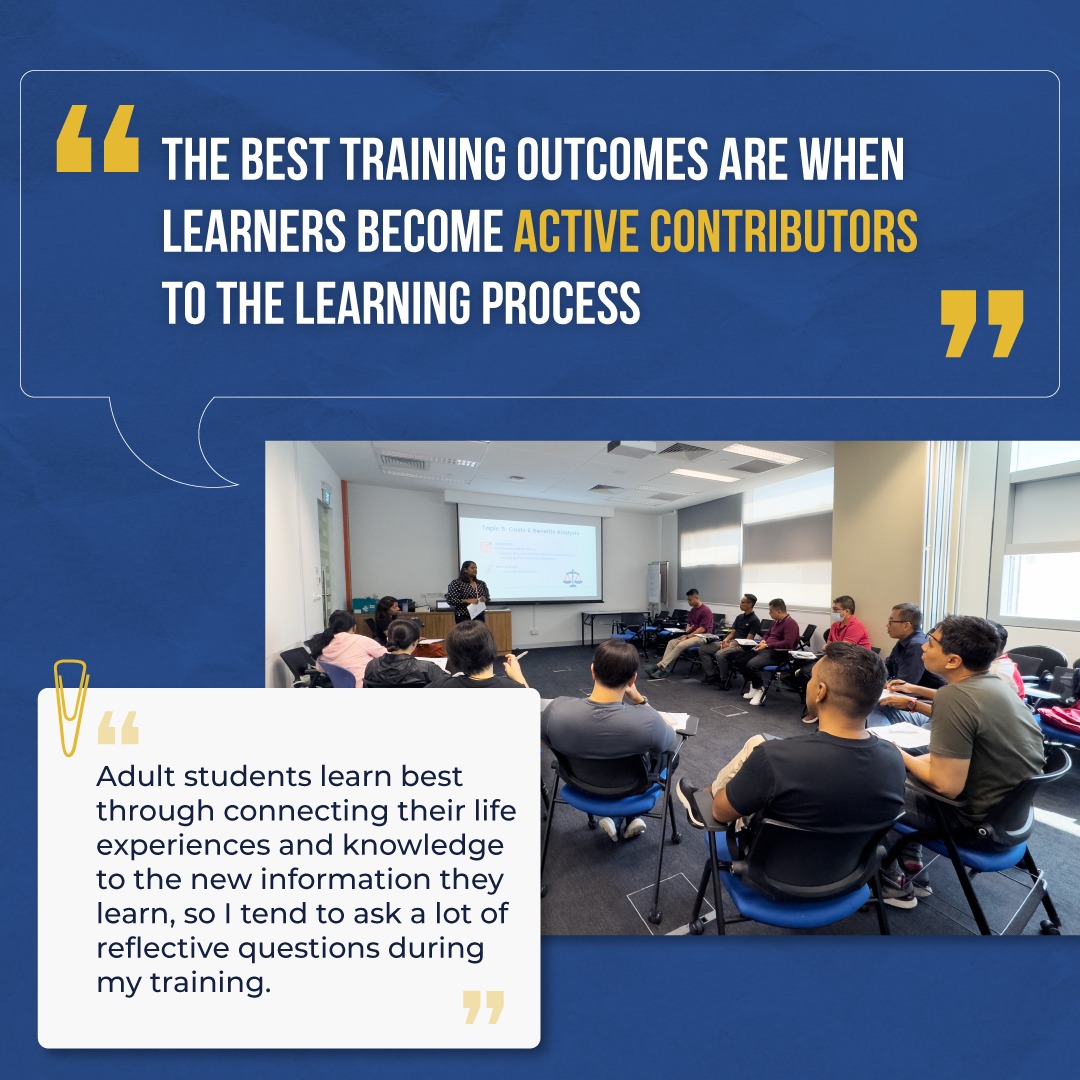 “THE BEST TRAINING OUTCOMES ARE WHEN
LEARNERS BECOME ACTIVE CONTRIBUTORS
TO THE LEARNING PROCESS”
Topic 5: Costs & Benefits Analysis
“Adult students learn best
through connecting their life
experiences and knowledge
to the new information they
learn, so I tend to ask a lot of
reflective questions during
my training.”